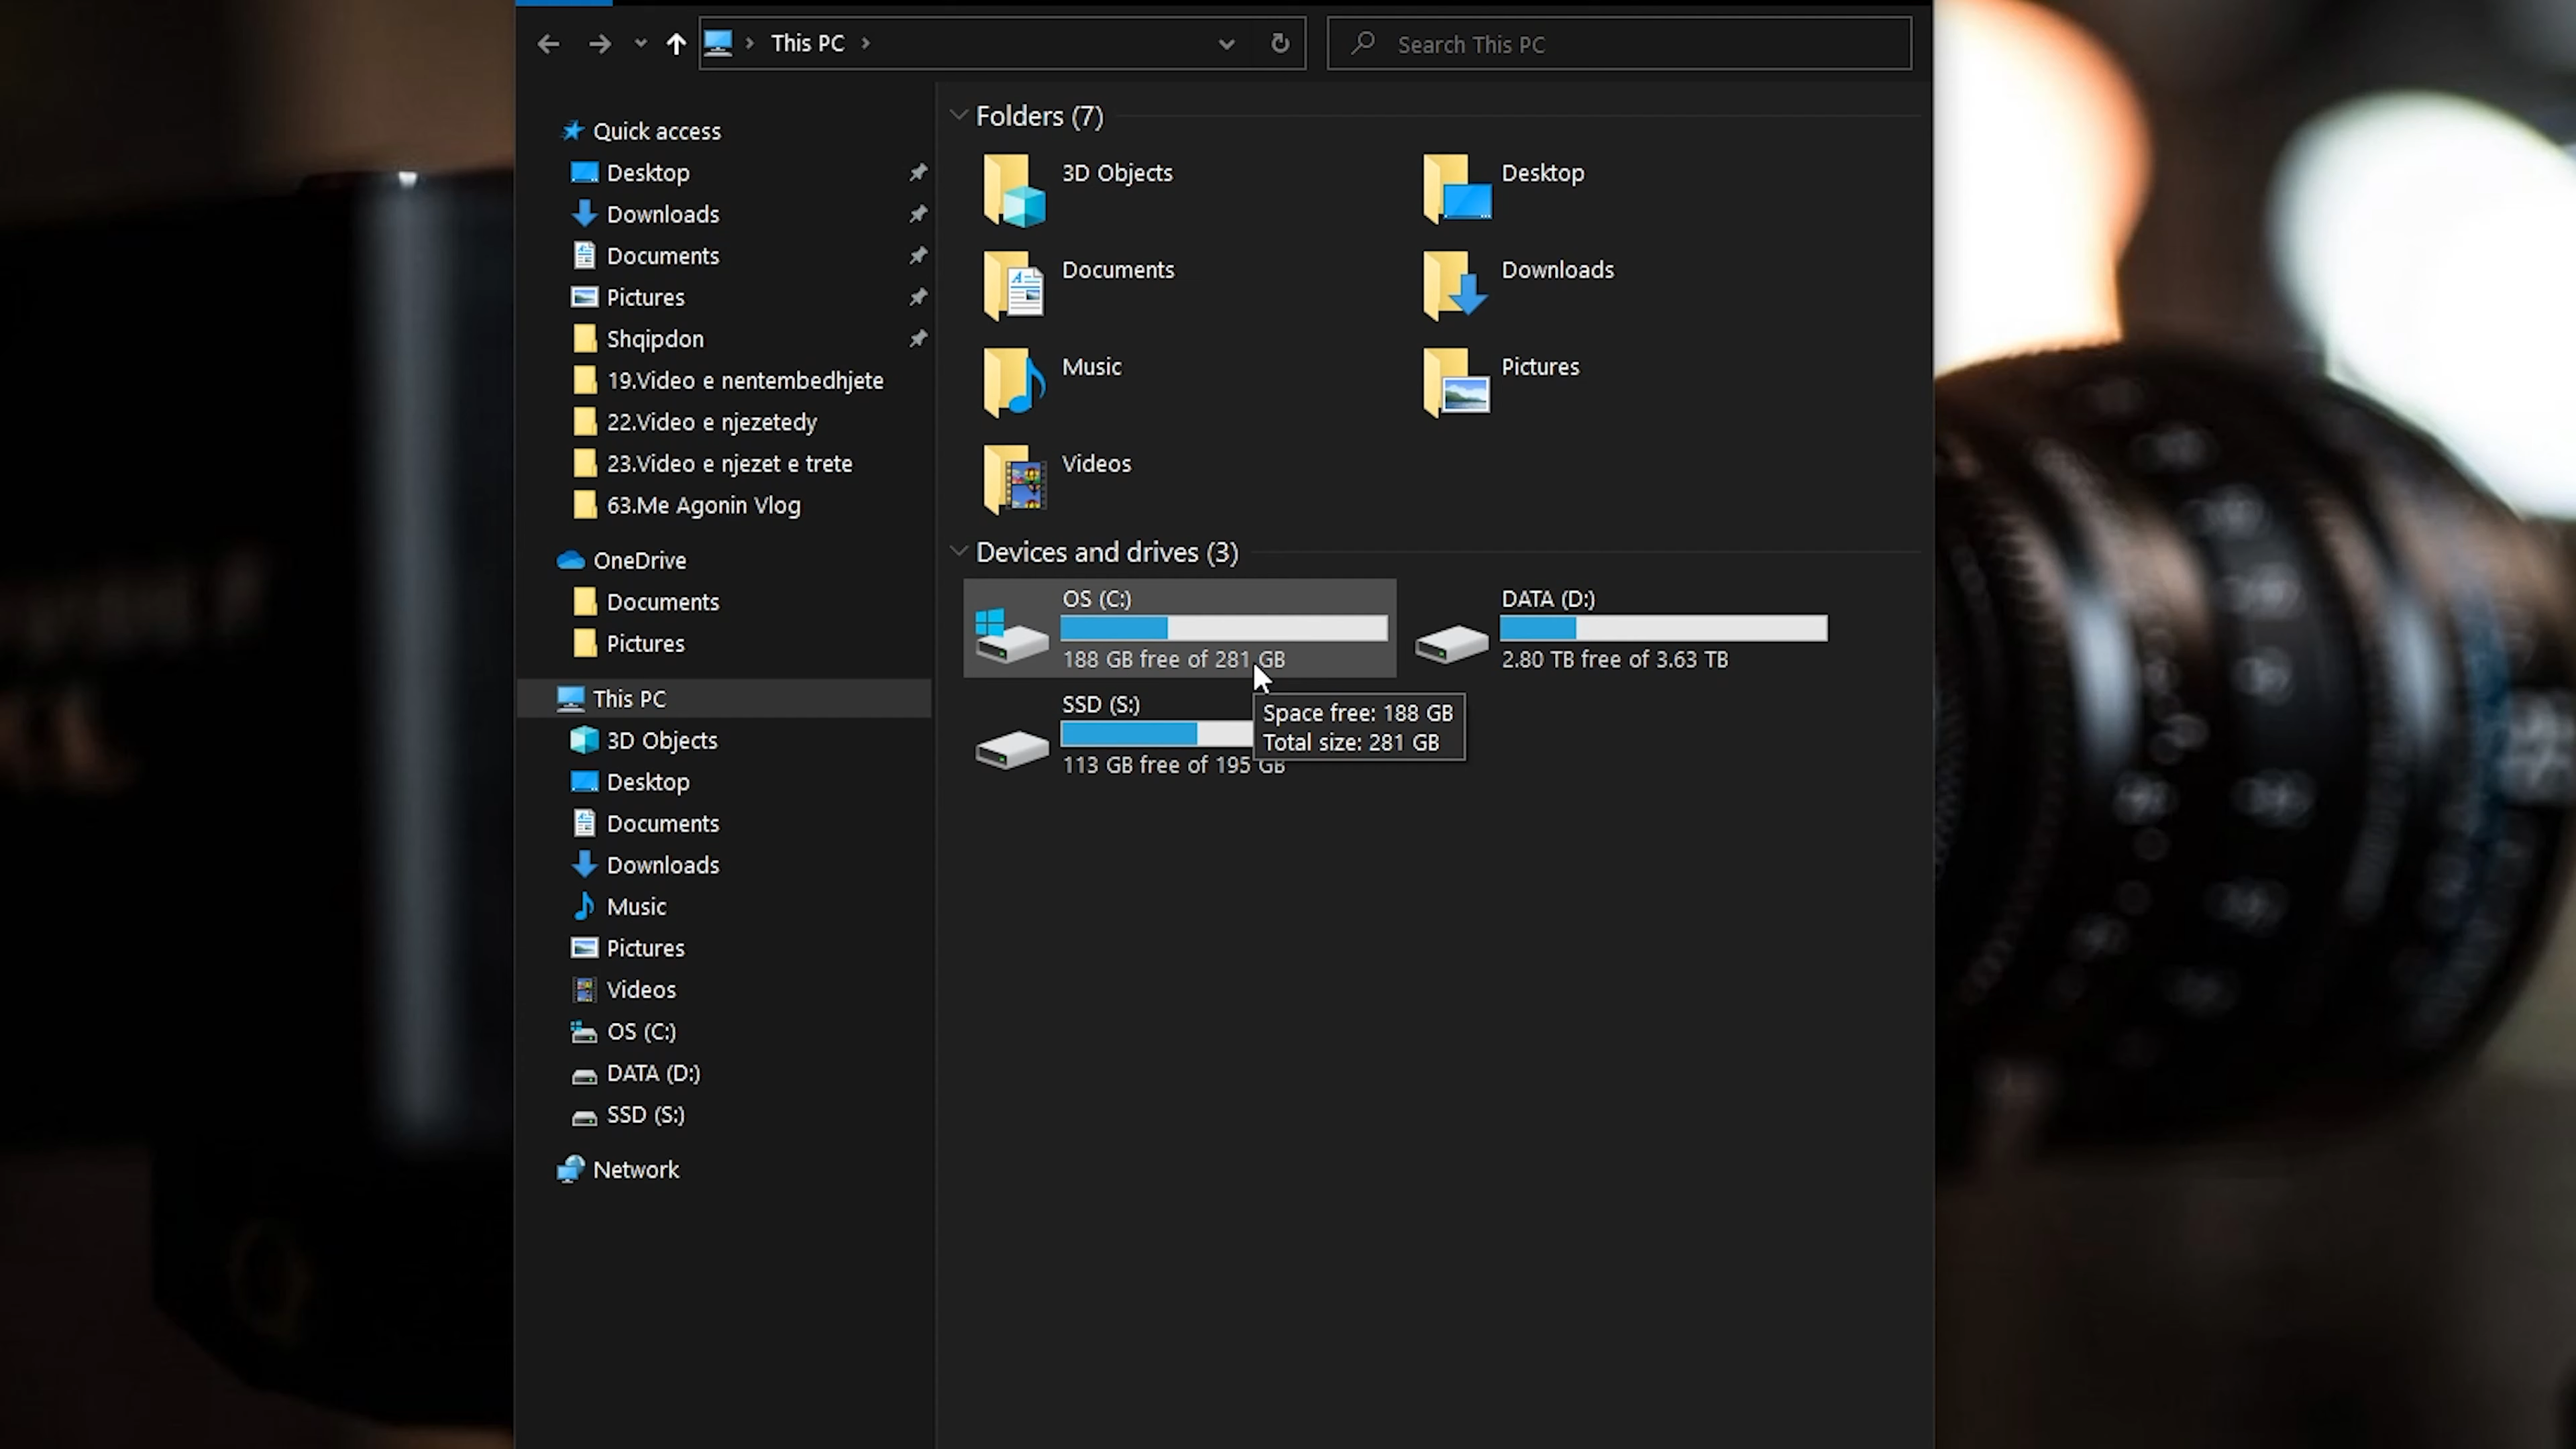 This PC
Search This PC
Quick access
Desktop
Downloads
Documents
Pictures
Shqipdon
19.Video e nentembedhjete
22.Video e njezetedy
23.Video e njezet e trete
63.Me Agonin Vlog
OneDrive
Documents
Pictures
This PC
3D Objects
Desktop
Documents
Downloads
Music
Pictures
Videos
OS (C:)
DATA (D:)
SSD (S:)
Network
Folders (7)
3D Objects
Desktop
Documents
Downloads
Music
Pictures
Videos
Devices and drives (3)
OS (C:)
188 GB free of 281 GB
DATA (D:)
2.80 TB free of 3.63 TB
SSD (S:)
113 GB free of 195 GB
Space free: 188 GB
Total size: 281 GB